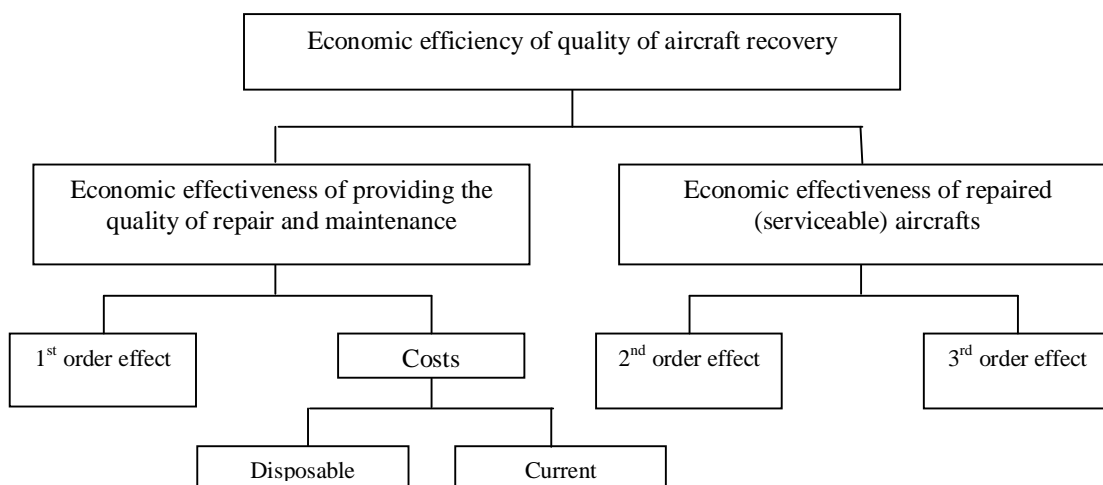 Economic efficiency of quality of aircraft recovery
Economic effectiveness of providing the
quality of repair and maintenance
Economic effectiveness of repaired
(serviceable) aircrafts
1st order effect
Costs
2nd order effect
3rd order effect
Disposable
Current